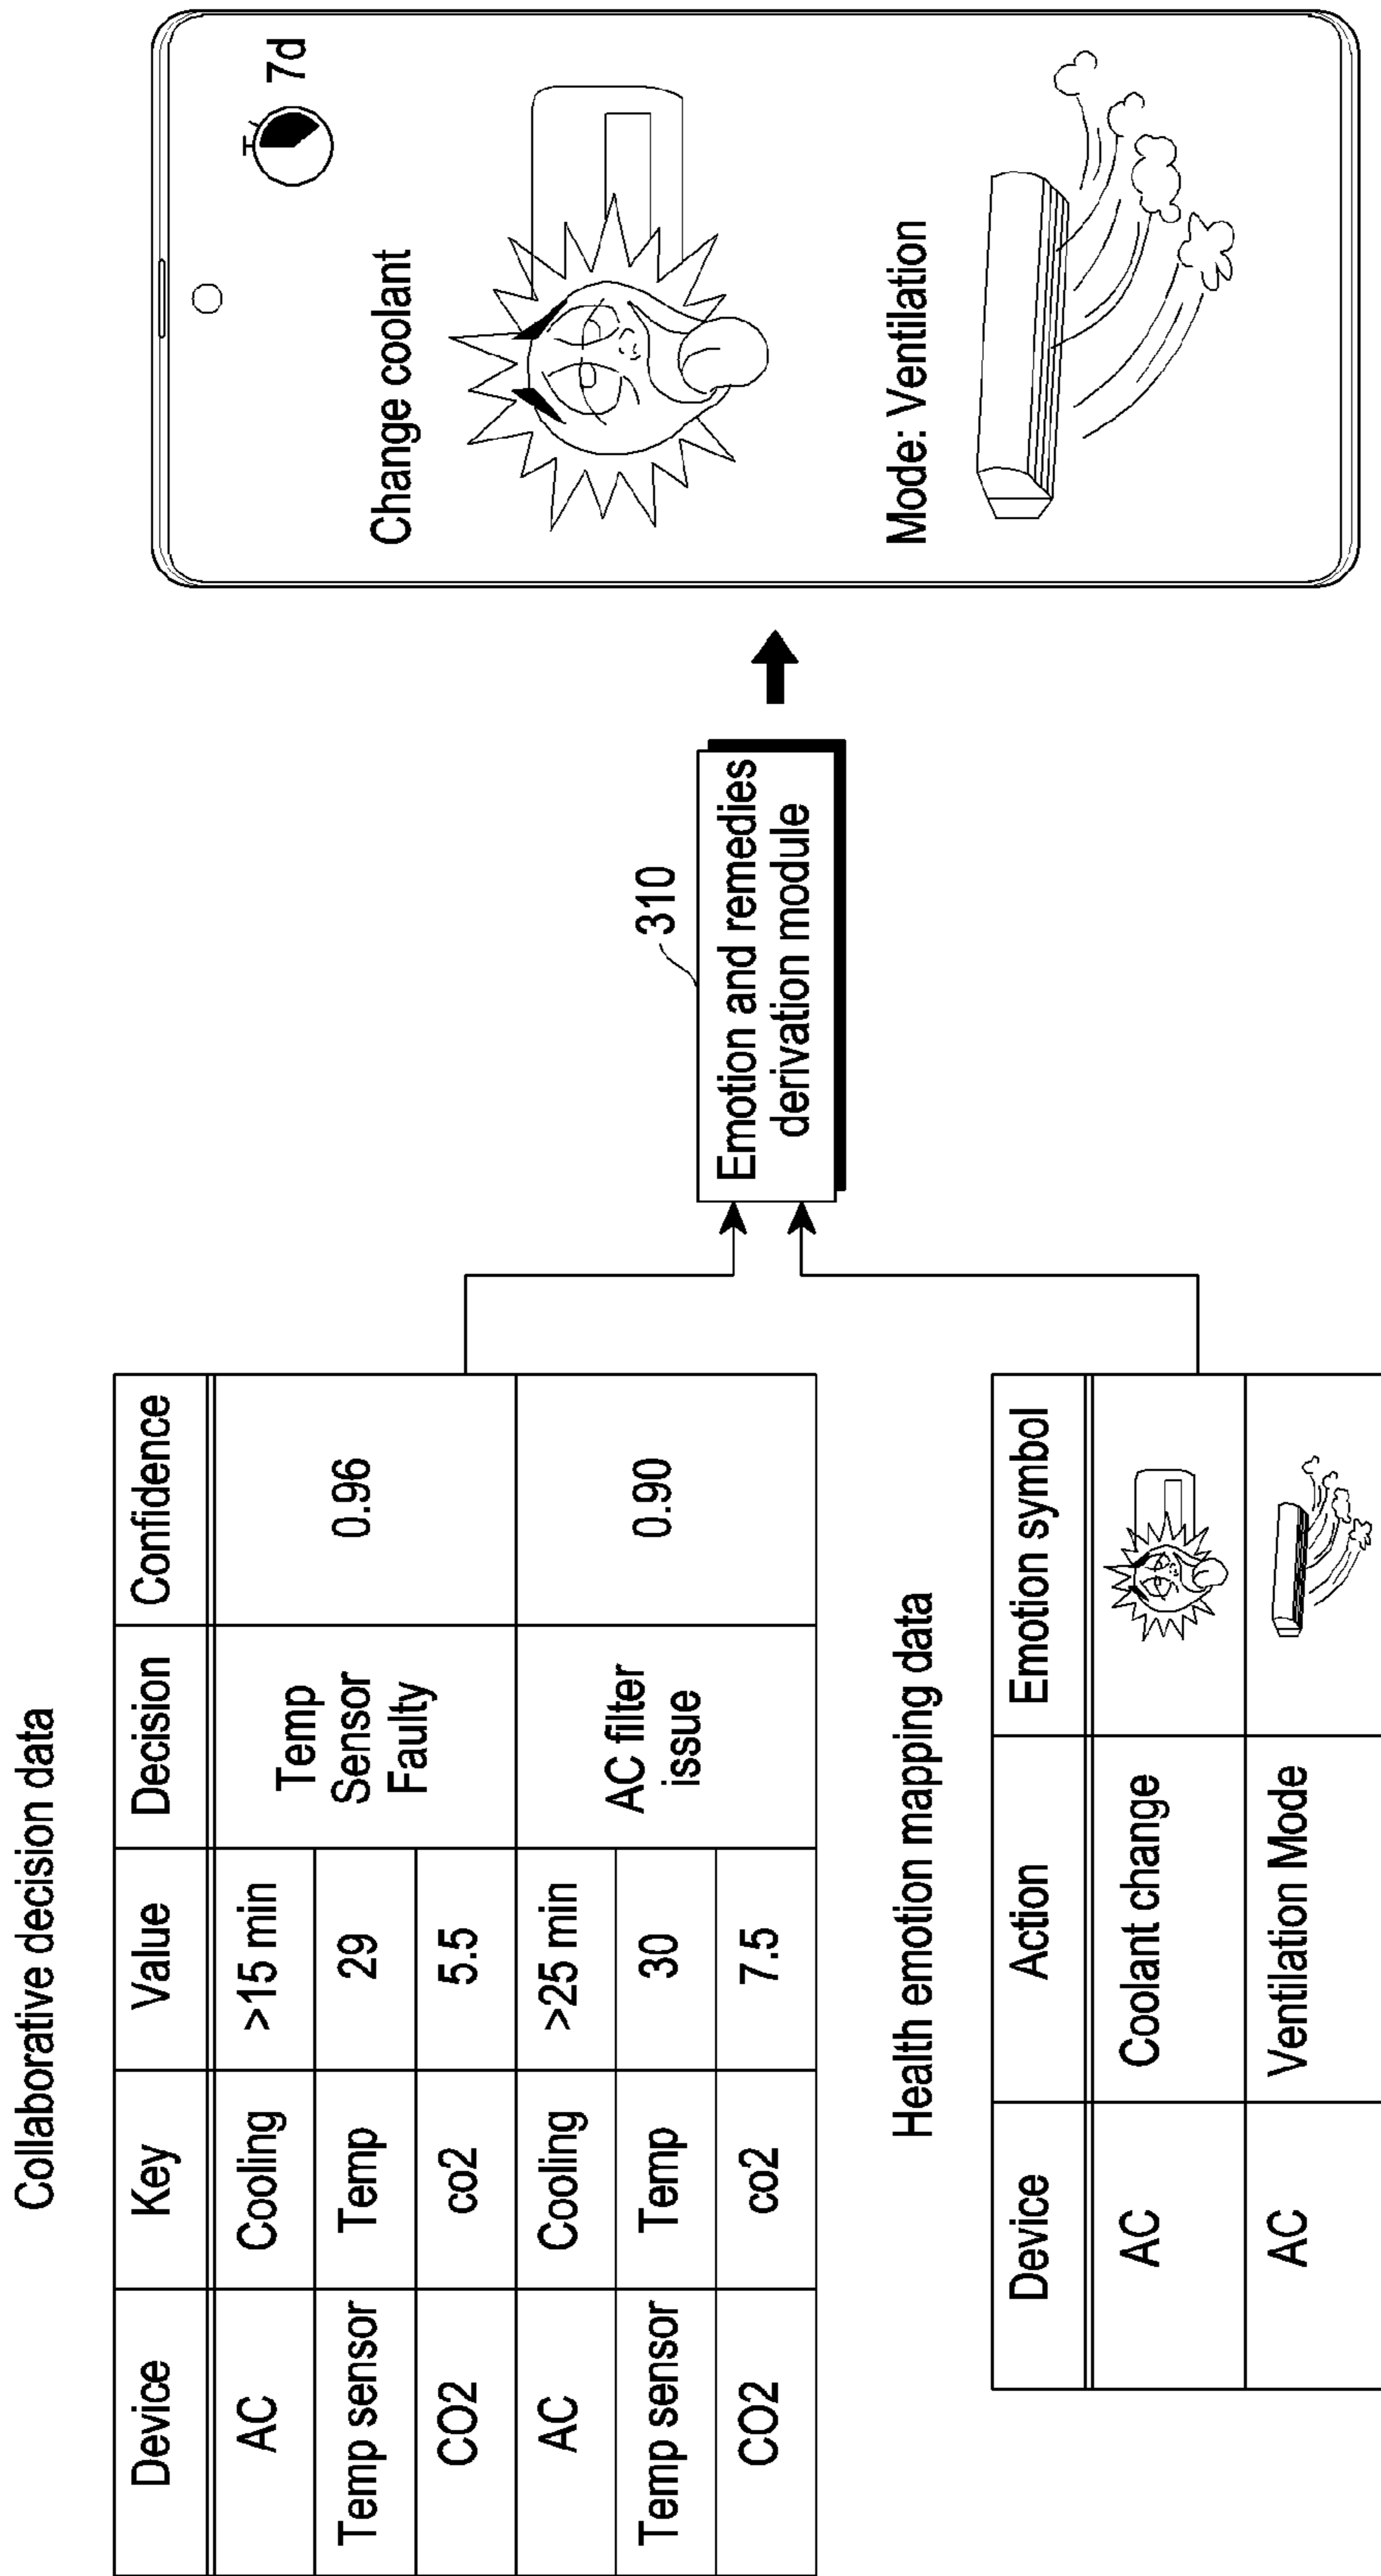 Collaborative decision data
Device Key Value Decision Confidence
AC Cooling >15 min Temp Sensor Faulty 0.96
Temp sensor Temp 29
CO2 co2 5.5
AC Cooling >25 min AC filter issue 0.90
Temp sensor Temp 30
CO2 co2 7.5
Health emotion mapping data
Device Action Emotion symbol
AC Coolant change
AC Ventilation Mode
310
Emotion and remedies
derivation module
7d
Change coolant
Mode: Ventilation